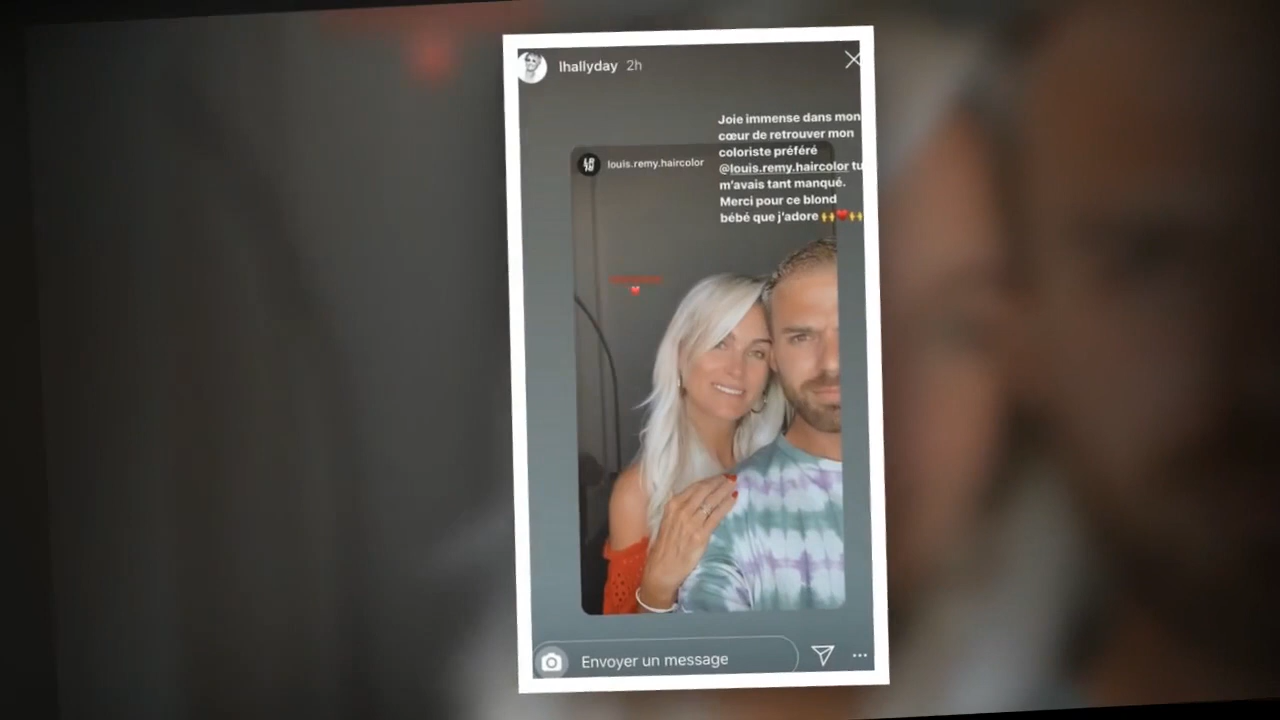 lhallyday 2h
Joie immense dans mon
cœur de retrouver mon
coloriste préféré
@louis.remy.haircolor tu
m'avais tant manqué.
Merci pour ce blond
bébé que j'adore 🙌❤️🙌
louis.remy.haircolor
Envoyer un message